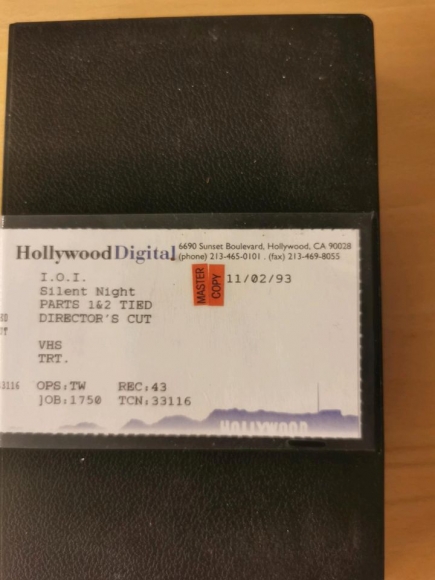 HollywoodDigital 6690 Sunset Boulevard, Hollywood, CA 90028
(phone) 213-465-0101 . (fax) 213-469-8055
I.O.I.
MASTER COPY
11/02/93
Silent Night
PARTS 1&2 TIED
DIRECTOR'S CUT
VHS
TRT.
33116
OPS:TW REC:43
JOB:1750 TCN:33116
HOLLYWOOD